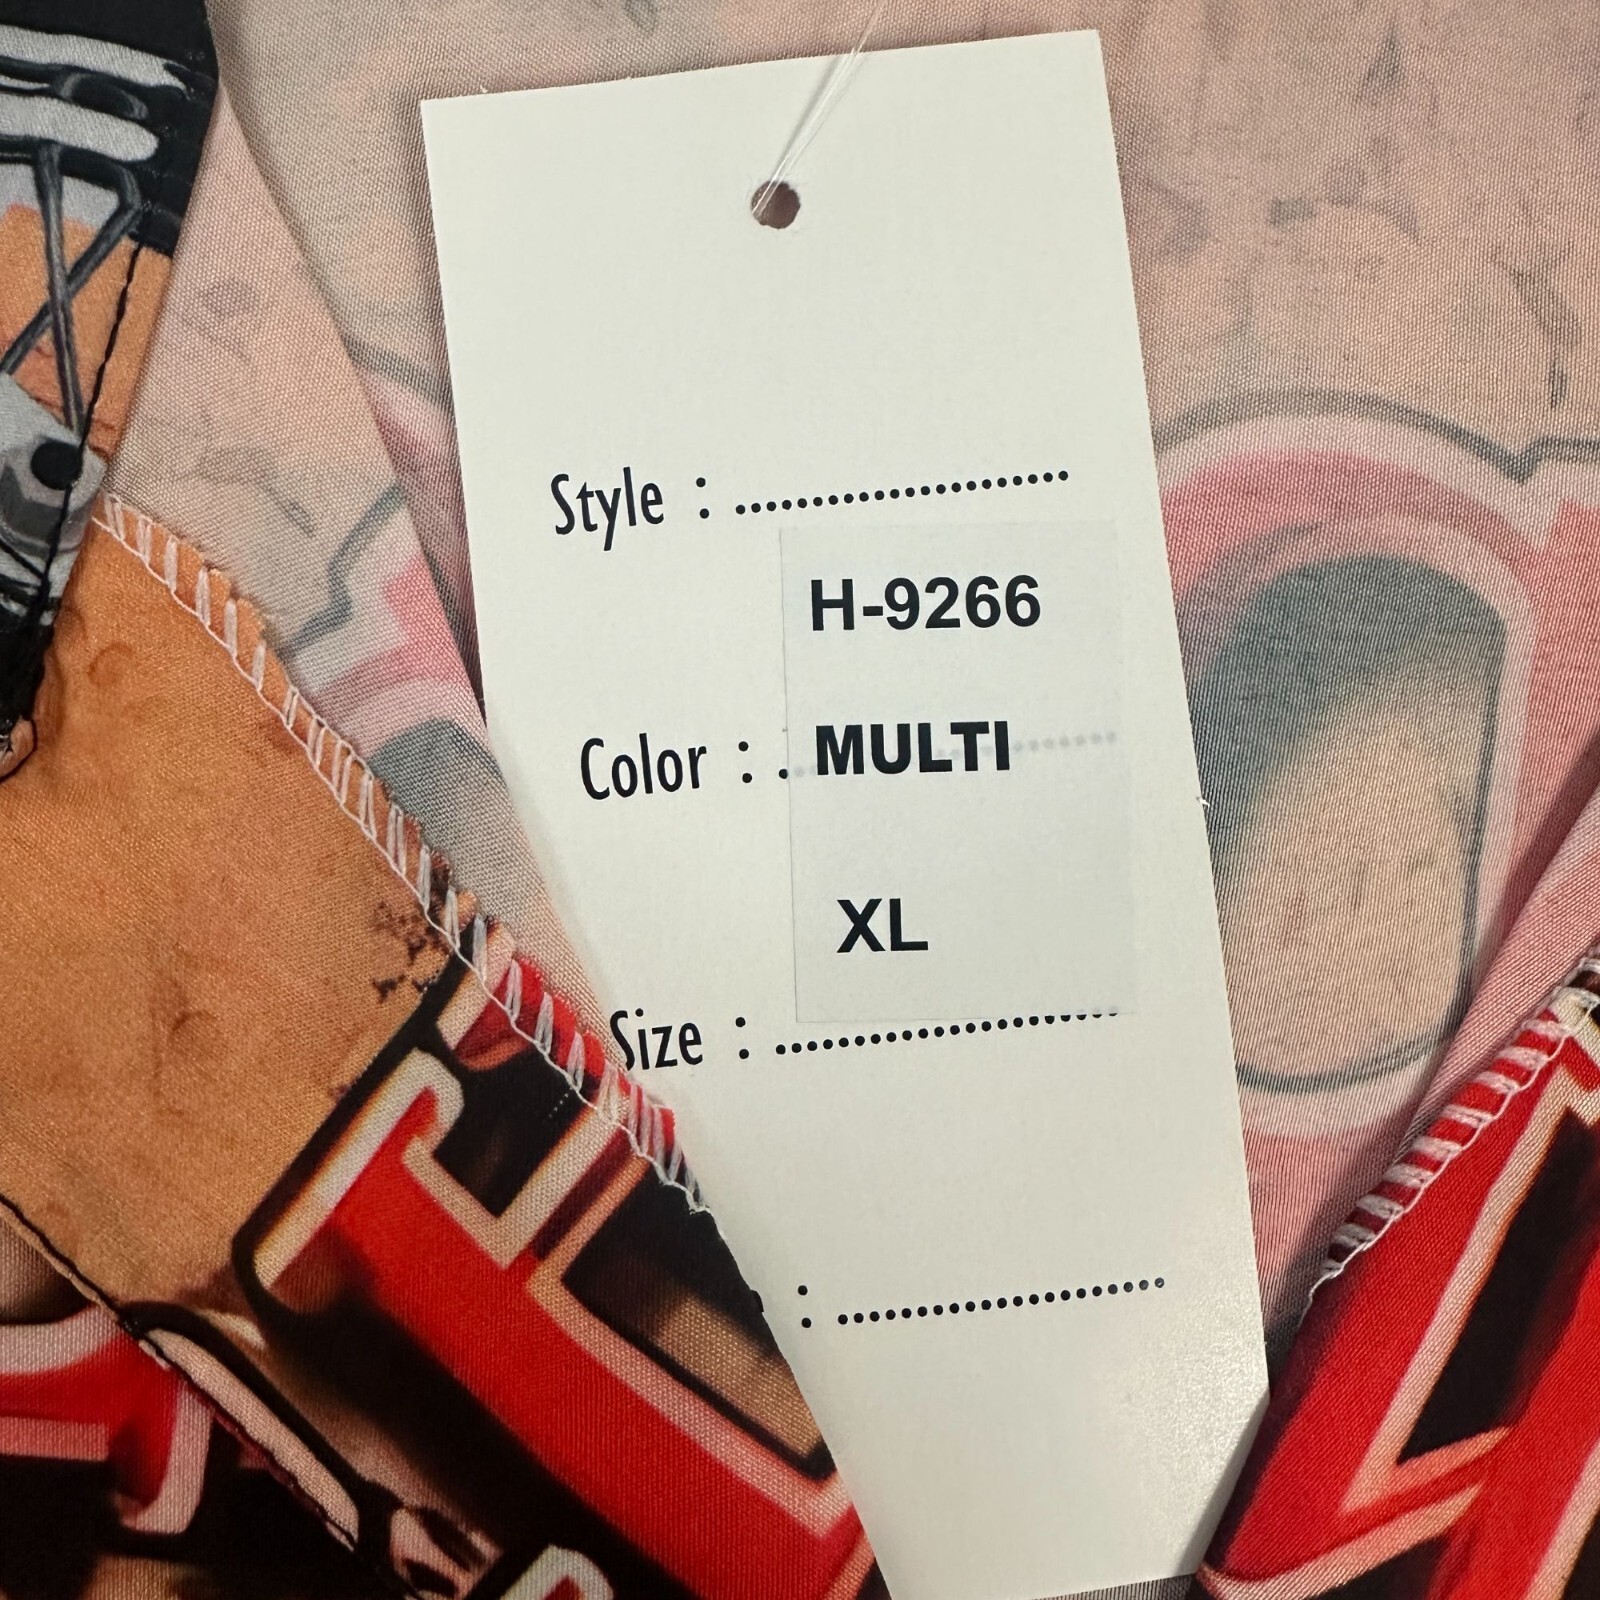 Style : ......................
H-9266
Color : . MULTI
XL
Size : ......................
: ......................